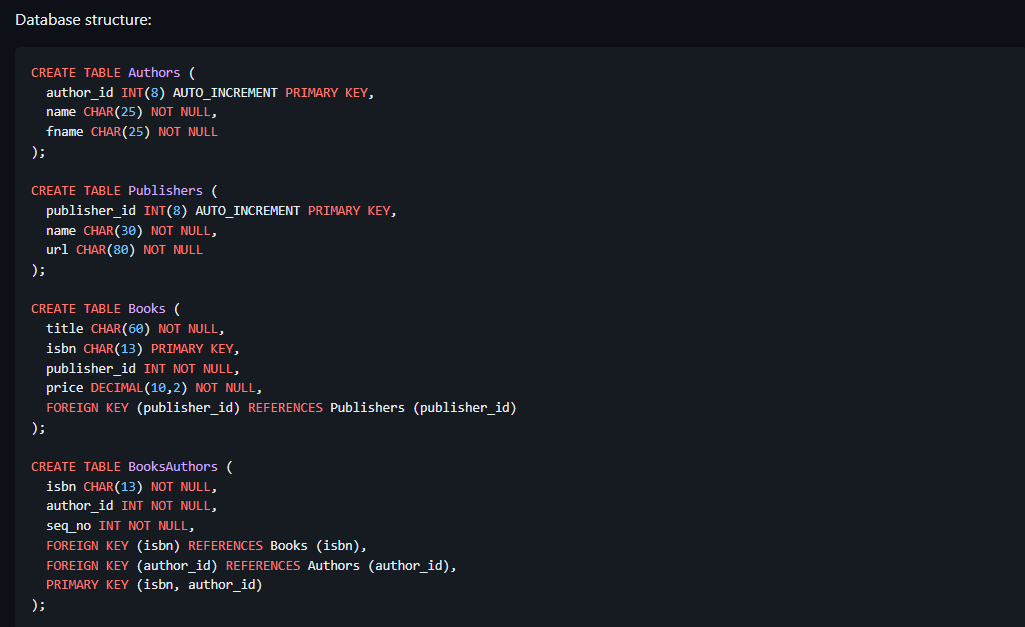 Database structure:
CREATE TABLE Authors (
  author_id INT(8) AUTO_INCREMENT PRIMARY KEY,
  name CHAR(25) NOT NULL,
  fname CHAR(25) NOT NULL
);
CREATE TABLE Publishers (
  publisher_id INT(8) AUTO_INCREMENT PRIMARY KEY,
  name CHAR(30) NOT NULL,
  url CHAR(80) NOT NULL
);
CREATE TABLE Books (
  title CHAR(60) NOT NULL,
  isbn CHAR(13) PRIMARY KEY,
  publisher_id INT NOT NULL,
  price DECIMAL(10,2) NOT NULL,
  FOREIGN KEY (publisher_id) REFERENCES Publishers (publisher_id)
);
CREATE TABLE BooksAuthors (
  isbn CHAR(13) NOT NULL,
  author_id INT NOT NULL,
  seq_no INT NOT NULL,
  FOREIGN KEY (isbn) REFERENCES Books (isbn),
  FOREIGN KEY (author_id) REFERENCES Authors (author_id),
  PRIMARY KEY (isbn, author_id)
);